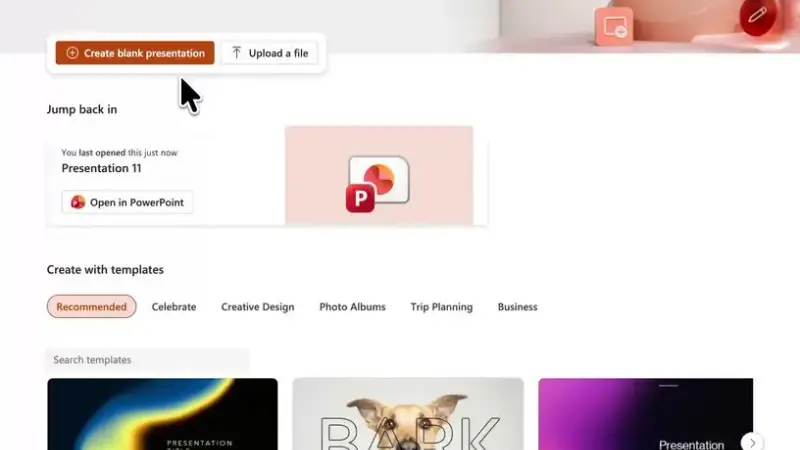 Create blank presentation
Upload a file
Jump back in
You last opened this just now
Presentation 11
P
Open in PowerPoint
Create with templates
Recommended
Celebrate
Creative Design
Photo Albums
Trip Planning
Business
Search templates
PRESENTATION
BARK
Presentation